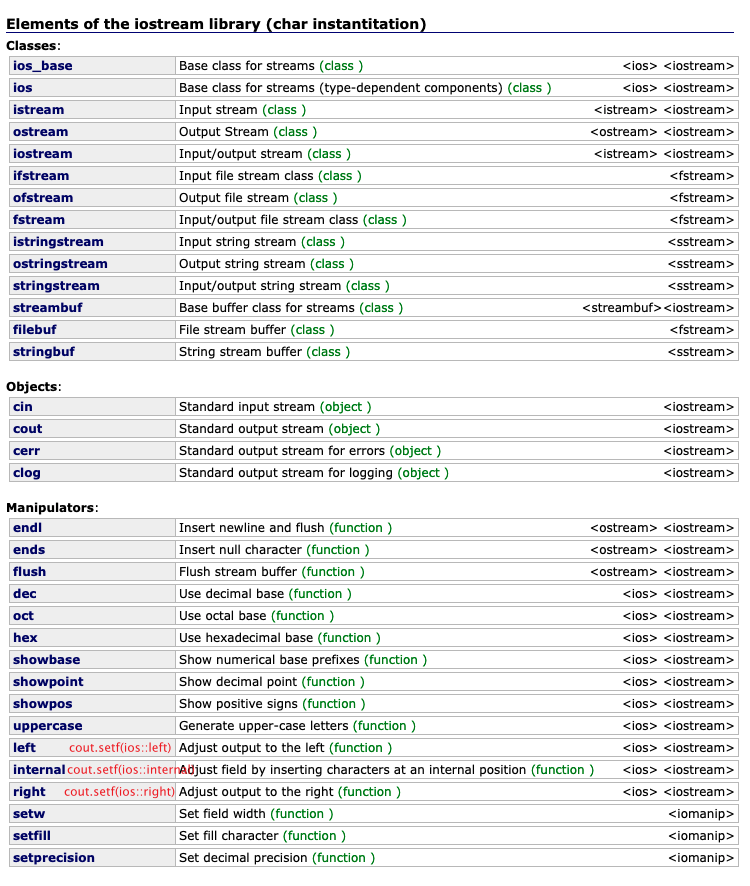 Elements of the iostream library (char instantitation)
Classes:
ios_base Base class for streams (class ) <ios> <iostream>
ios Base class for streams (type-dependent components) (class ) <ios> <iostream>
istream Input stream (class ) <istream> <iostream>
ostream Output Stream (class ) <ostream> <iostream>
iostream Input/output stream (class ) <istream> <iostream>
ifstream Input file stream class (class ) <fstream>
ofstream Output file stream (class ) <fstream>
fstream Input/output file stream class (class ) <fstream>
istringstream Input string stream (class ) <sstream>
ostringstream Output string stream (class ) <sstream>
stringstream Input/output string stream (class ) <sstream>
streambuf Base buffer class for streams (class ) <streambuf><iostream>
filebuf File stream buffer (class ) <fstream>
stringbuf String stream buffer (class ) <sstream>
Objects:
cin Standard input stream (object ) <iostream>
cout Standard output stream (object ) <iostream>
cerr Standard output stream for errors (object ) <iostream>
clog Standard output stream for logging (object ) <iostream>
Manipulators:
endl Insert newline and flush (function ) <ostream> <iostream>
ends Insert null character (function ) <ostream> <iostream>
flush Flush stream buffer (function ) <ostream> <iostream>
dec Use decimal base (function ) <ios> <iostream>
oct Use octal base (function ) <ios> <iostream>
hex Use hexadecimal base (function ) <ios> <iostream>
showbase Show numerical base prefixes (function ) <ios> <iostream>
showpoint Show decimal point (function ) <ios> <iostream>
showpos Show positive signs (function ) <ios> <iostream>
uppercase Generate upper-case letters (function ) <ios> <iostream>
left cout.setf(ios::left) Adjust output to the left (function ) <ios> <iostream>
internal cout.setf(ios::internal) Adjust field by inserting characters at an internal position (function ) <ios> <iostream>
right cout.setf(ios::right) Adjust output to the right (function ) <ios> <iostream>
setw Set field width (function ) <iomanip>
setfill Set fill character (function ) <iomanip>
setprecision Set decimal precision (function ) <iomanip>